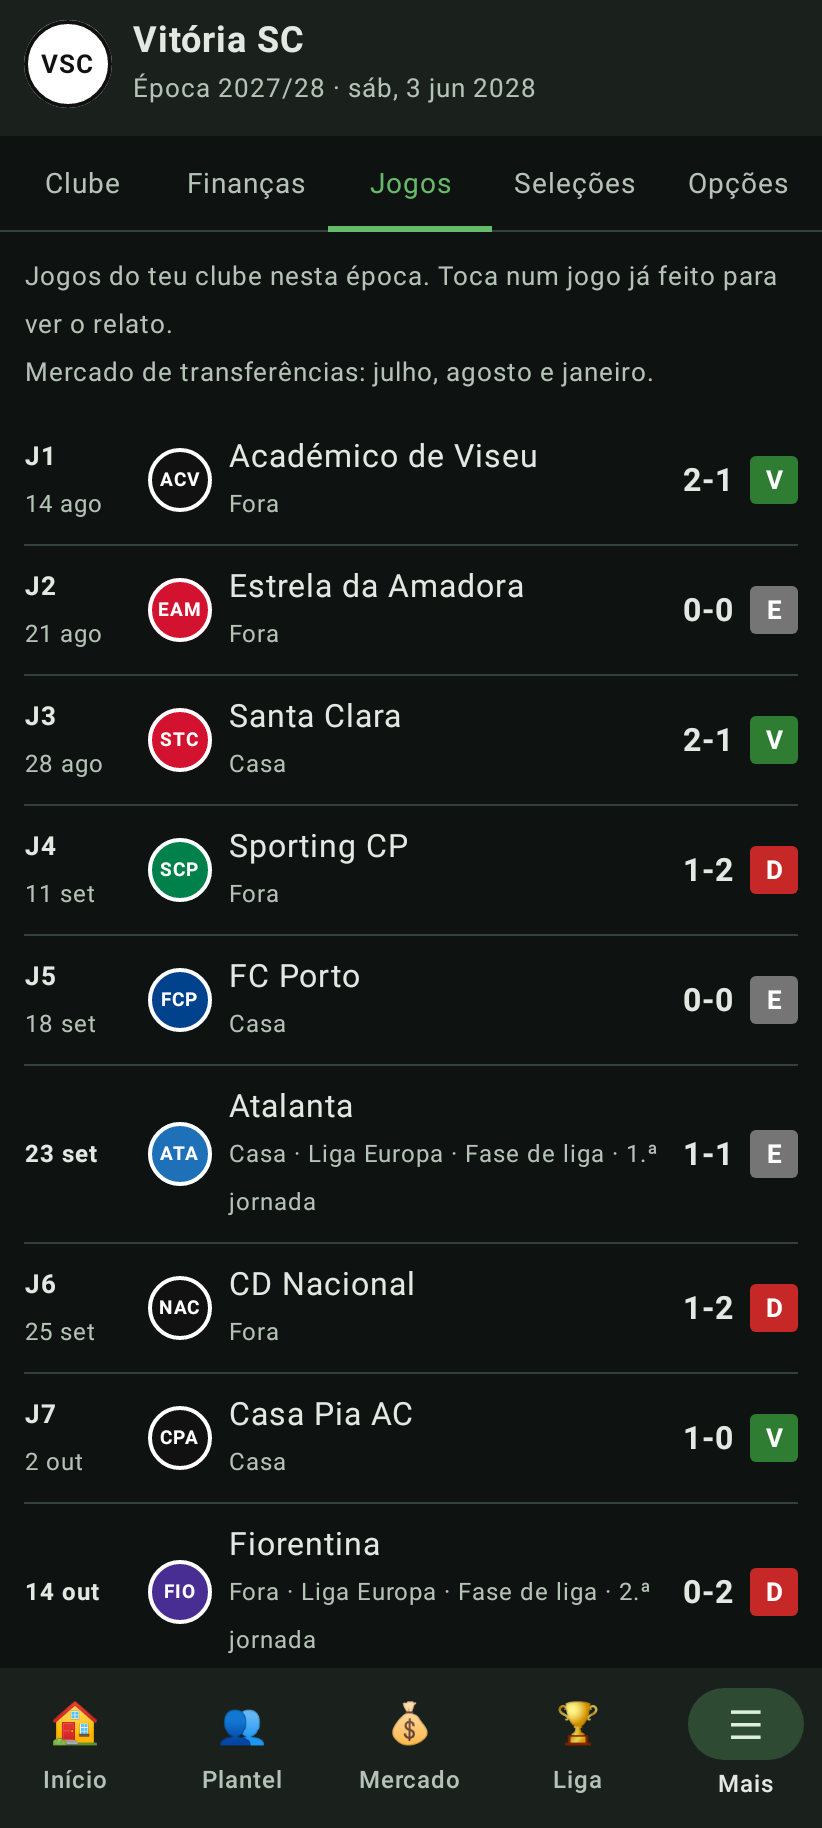 VSC
Vitória SC
Época 2027/28 · sáb, 3 jun 2028
Clube Finanças Jogos Seleções Opções
Jogos do teu clube nesta época. Toca num jogo já feito para
ver o relato.
Mercado de transferências: julho, agosto e janeiro.
J1
14 ago
ACV
Académico de Viseu
Fora
2-1 V
J2
21 ago
EAM
Estrela da Amadora
Fora
0-0 E
J3
28 ago
STC
Santa Clara
Casa
2-1 V
J4
11 set
SCP
Sporting CP
Fora
1-2 D
J5
18 set
FCP
FC Porto
Casa
0-0 E
23 set
ATA
Atalanta
Casa · Liga Europa · Fase de liga · 1.ª
jornada
1-1 E
J6
25 set
NAC
CD Nacional
Fora
1-2 D
J7
2 out
CPA
Casa Pia AC
Casa
1-0 V
14 out
FIO
Fiorentina
Fora · Liga Europa · Fase de liga · 2.ª
jornada
0-2 D
Início Plantel Mercado Liga Mais